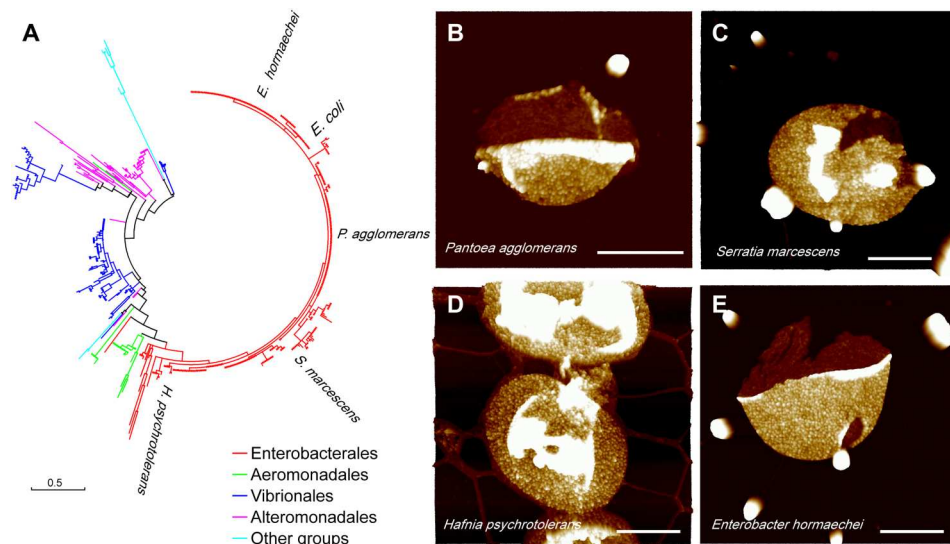 A
E. hormaechei
E. coli
P. agglomerans
S. marcescens
H. psychrotolerans
0.5
Enterobacterales
Aeromonadales
Vibrionales
Alteromonadales
Other groups
B
Pantoea agglomerans
C
Serratia marcescens
D
Hafnia psychrotolerans
E
Enterobacter hormaechei